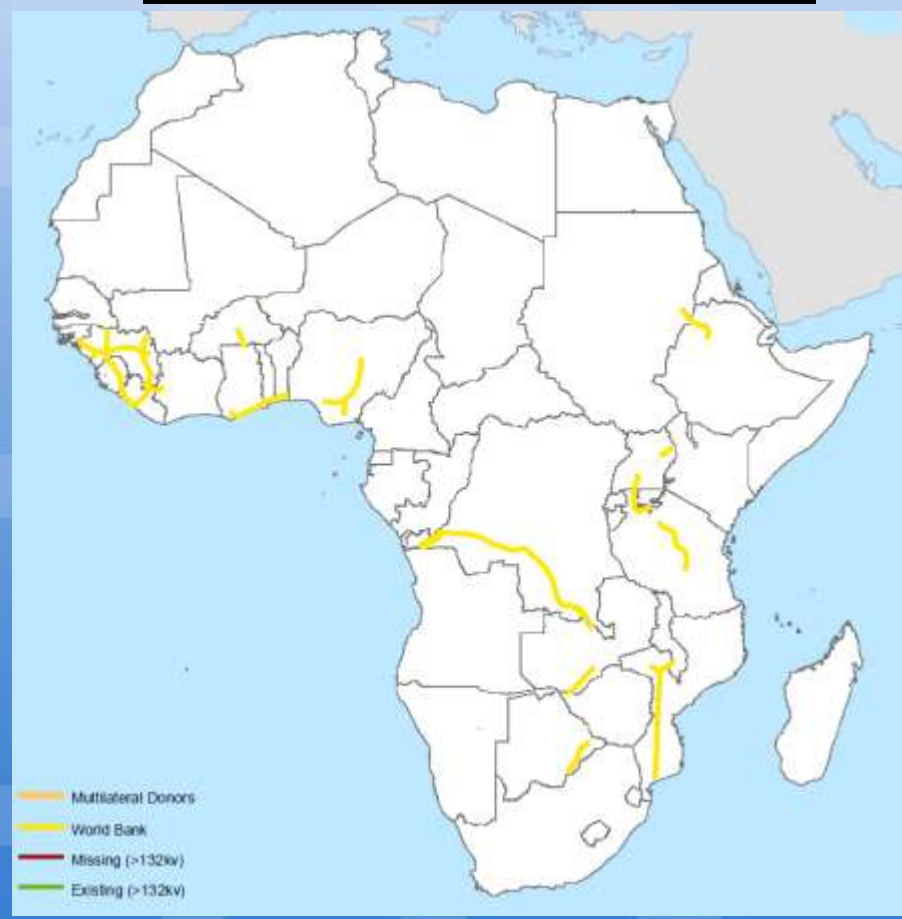 Multilateral Donors
World Bank
Missing (>132kv)
Existing (>132kv)